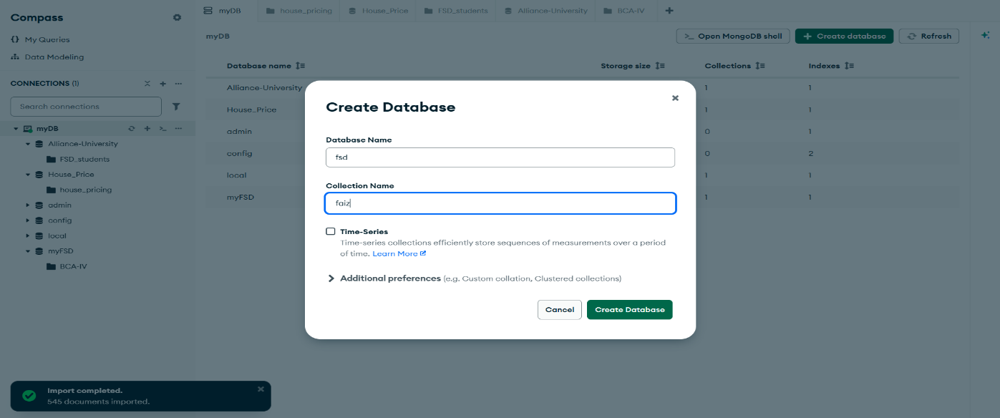 Compass
My Queries
Data Modeling
CONNECTIONS (1)
Search connections
myDB
Alliance-University
FSD_students
House_Price
house_pricing
admin
config
local
myFSD
BCA-IV
myDB
house_pricing
House_Price
FSD_students
Alliance-University
BCA-IV
myDB
>_ Open MongoDB shell
Create database
Refresh
Database name Storage size Collections Indexes
Alliance-University 1 1
House_Price 1 1
admin 0 1
config 0 2
local 1 1
myFSD 1 1
Create Database
Database Name
fsd
Collection Name
faiz
Time-Series
Time-series collections efficiently store sequences of measurements over a period
of time. Learn More
Additional preferences (e.g. Custom collation, Clustered collections)
Cancel Create Database
Import completed.
545 documents imported.